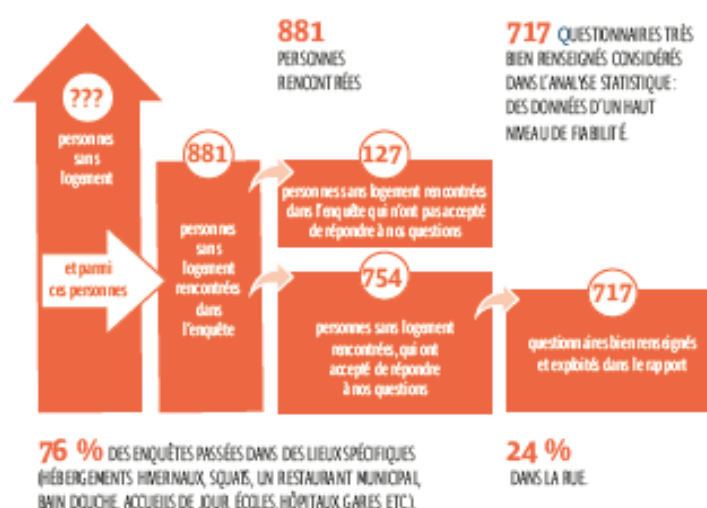 881
PERSONNES
RENCONTRÉES
717 QUESTIONNAIRES TRÈS
BIEN RENSEIGNÉS CONSIDÉRÉS
DANS L'ANALYSE STATISTIQUE :
DES DONNÉES D'UN HAUT
NIVEAU DE FIABILITÉ.
???
personnes
sans
logement
et parmi
ces personnes
881
personnes
sans
logement
rencontrées
dans
l'enquête
127
personnes sans logement rencontrées
dans l'enquête qui n'ont pas accepté
de répondre à nos questions
754
personnes sans logement
rencontrées, qui ont
accepté de répondre
à nos questions
717
questionnaires bien renseignés
et exploités dans le rapport
76 % DES ENQUÊTES PASSÉES DANS DES LIEUX SPÉCIFIQUES
(HÉBERGEMENTS HIVERNAUX, SQUATS, UN RESTAURANT MUNICIPAL,
BAIN DOUCHE, ACCUEILS DE JOUR, ÉCOLES, HÔPITAUX, GARES, ETC.),
24 %
DANS LA RUE.